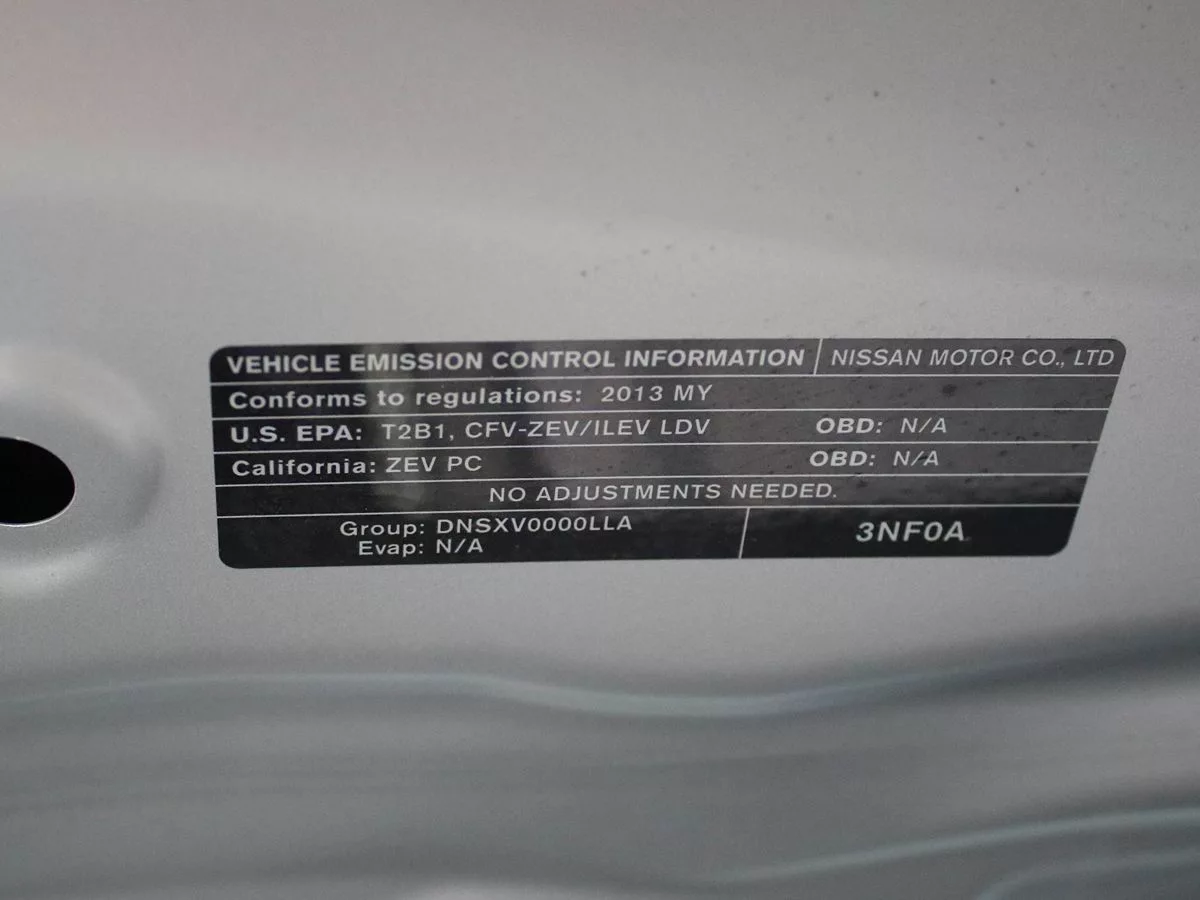 VEHICLE EMISSION CONTROL INFORMATION NISSAN MOTOR CO., LTD
Conforms to regulations: 2013 MY
U.S. EPA: T2B1, CFV-ZEV/ILEV LDV OBD: N/A
California: ZEV PC OBD: N/A
NO ADJUSTMENTS NEEDED.
Group: DNSXV0000LLA
Evap: N/A
3NF0A